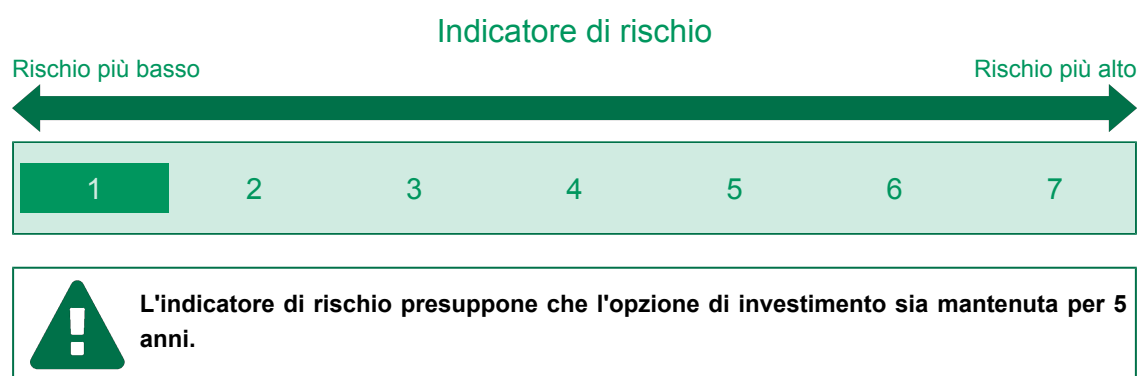 Indicatore di rischio
Rischio più basso Rischio più alto
1 2 3 4 5 6 7
L'indicatore di rischio presuppone che l'opzione di investimento sia mantenuta per 5
anni.